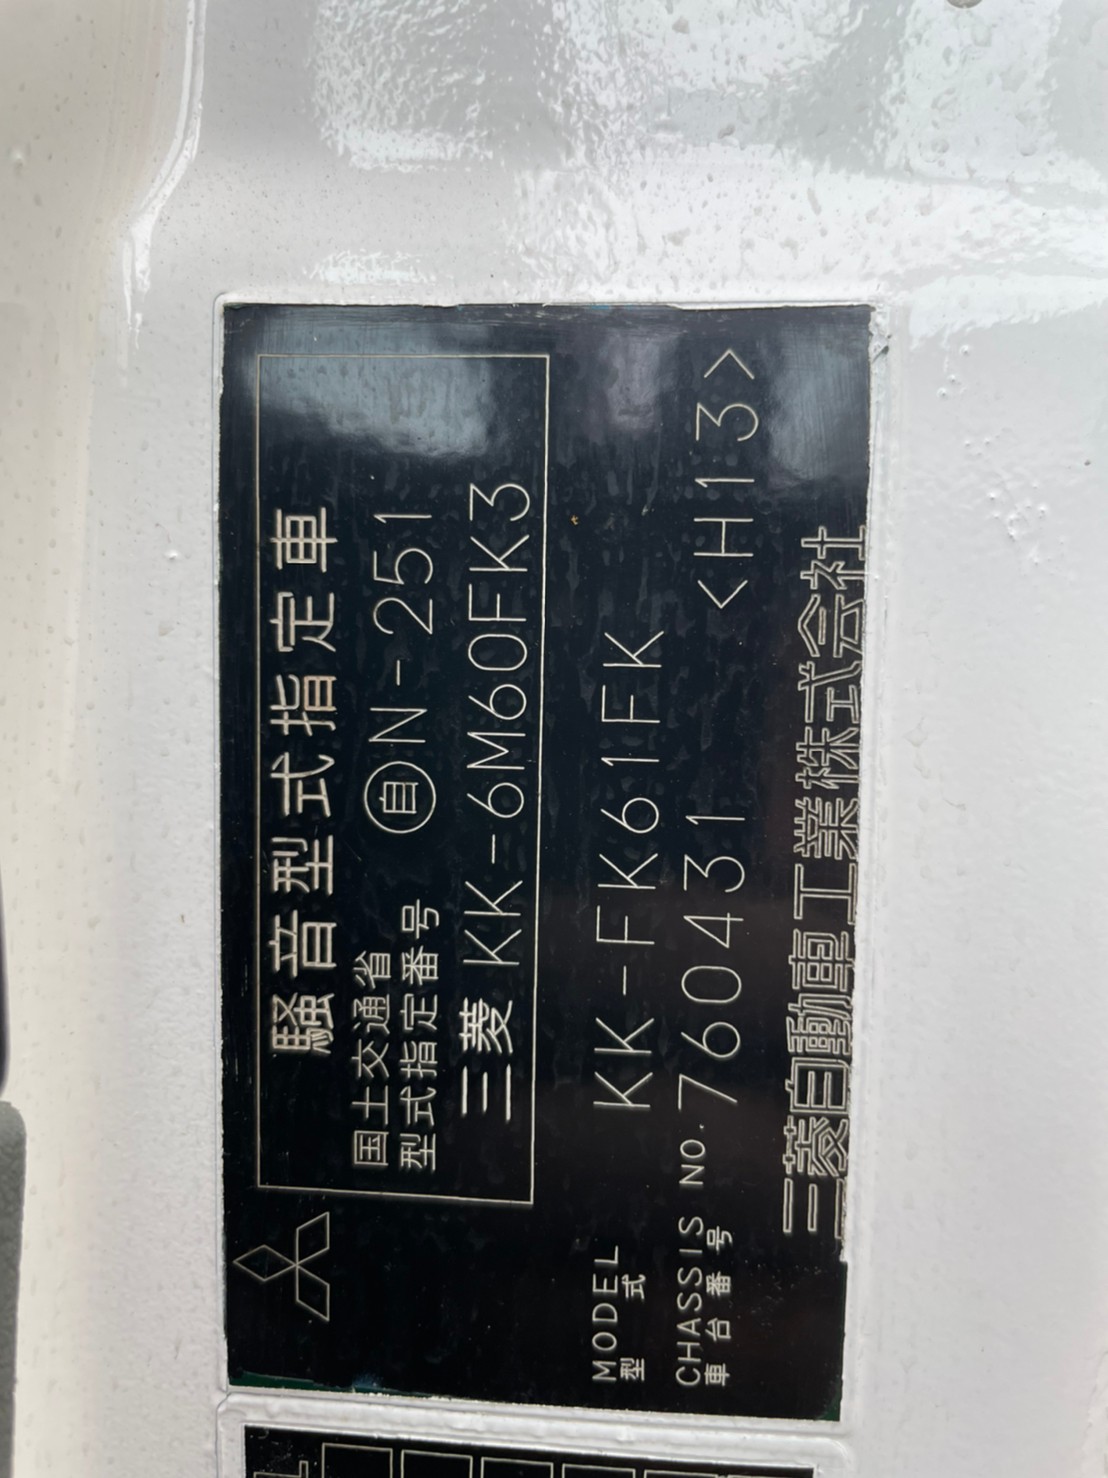 騒音型式指定車
国土交通省
型式指定番号 自N-251
三菱 KK-6M60FK3
MODEL KK-FK61FK
型式
CHASSIS NO. 760431 <H13>
車台番号
三菱自動車工業株式会社